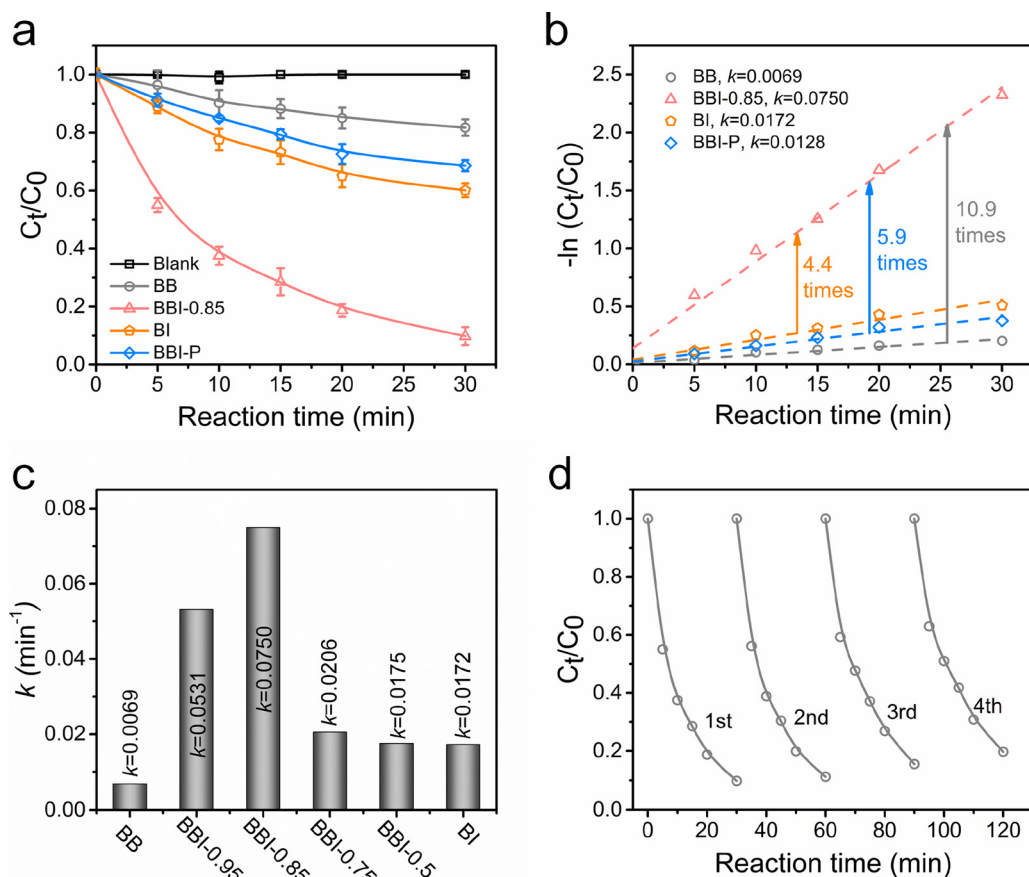 a
1.0
0.8
0.6
0.4
0.2
0.0
Ct/C0
Blank
BB
BBI-0.85
BI
BBI-P
0 5 10 15 20 25 30
Reaction time (min)
b
2.5
2.0
1.5
1.0
0.5
0.0
-ln (Ct/C0)
BB, k=0.0069
BBI-0.85, k=0.0750
BI, k=0.0172
BBI-P, k=0.0128
4.4
times
5.9
times
10.9
times
0 5 10 15 20 25 30
Reaction time (min)
c
0.08
0.06
0.04
0.02
0.00
k (min-1)
k=0.0069
k=0.0531
k=0.0750
k=0.0206
k=0.0175
k=0.0172
BB
BBI-0.95
BBI-0.85
BBI-0.75
BBI-0.5
BI
d
1.0
0.8
0.6
0.4
0.2
0.0
Ct/C0
1st
2nd
3rd
4th
0 20 40 60 80 100 120
Reaction time (min)